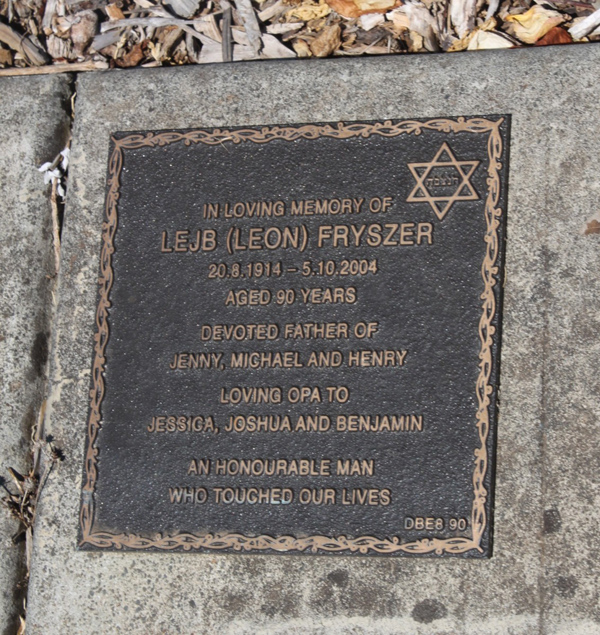 IN LOVING MEMORY OF
LEJB (LEON) FRYSZER
20.8.1914 – 5.10.2004
AGED 90 YEARS
DEVOTED FATHER OF
JENNY, MICHAEL AND HENRY
LOVING OPA TO
JESSICA, JOSHUA AND BENJAMIN
AN HONOURABLE MAN
WHO TOUCHED OUR LIVES
DBE8 90